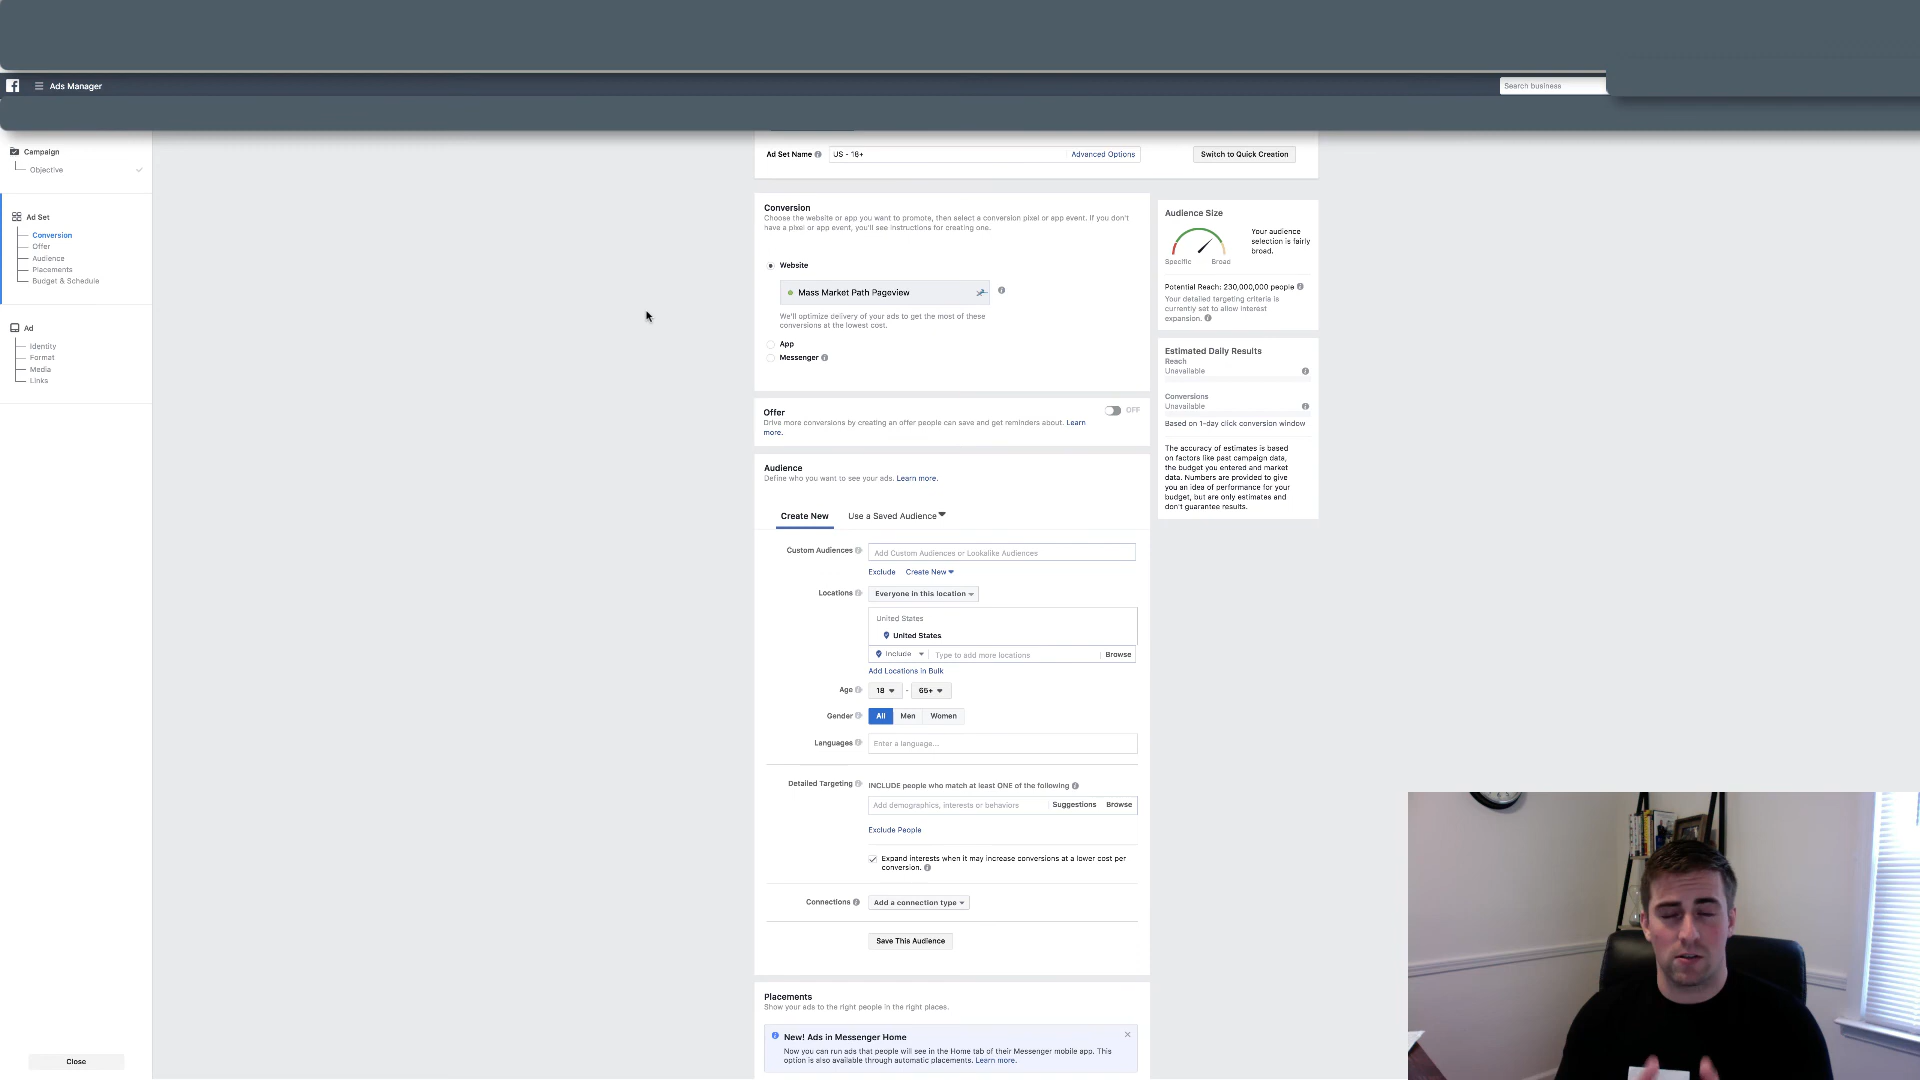 Ads Manager
Search business
Campaign
Objective
Ad Set
Conversion
Offer
Audience
Placements
Budget & Schedule
Ad
Identity
Format
Media
Links
Close
Ad Set Name
US - 18+
Advanced Options
Switch to Quick Creation
Conversion
Choose the website or app you want to promote, then select a conversion pixel or app event. If you don't
have a pixel or app event, you'll see instructions for creating one.
Website
Mass Market Path Pageview
We'll optimize delivery of your ads to get the most of these
conversions at the lowest cost.
App
Messenger
Offer
OFF
Drive more conversions by creating an offer people can save and get reminders about. Learn
more.
Audience
Define who you want to see your ads. Learn more.
Create New
Use a Saved Audience
Custom Audiences
Add Custom Audiences or Lookalike Audiences
Exclude
Create New
Locations
Everyone in this location
United States
United States
Include
Type to add more locations
Browse
Add Locations in Bulk
Age
18 - 65+
Gender
All
Men
Women
Languages
Enter a language...
Detailed Targeting
INCLUDE people who match at least ONE of the following
Add demographics, interests or behaviors
Suggestions
Browse
Exclude People
Expand interests when it may increase conversions at a lower cost per
conversion.
Connections
Add a connection type
Save This Audience
Placements
Show your ads to the right people in the right places.
New! Ads in Messenger Home
Now you can run ads that people will see in the Home tab of their Messenger mobile app. This
option is also available through automatic placements. Learn more.
Audience Size
Your audience
selection is fairly
broad.
Specific
Broad
Potential Reach: 230,000,000 people
Your detailed targeting criteria is
currently set to allow interest
expansion.
Estimated Daily Results
Reach
Unavailable
Conversions
Unavailable
Based on 1-day click conversion window
The accuracy of estimates is based
on factors like past campaign data,
the budget you entered and market
data. Numbers are provided to give
you an idea of performance for your
budget, but are only estimates and
don't guarantee results.